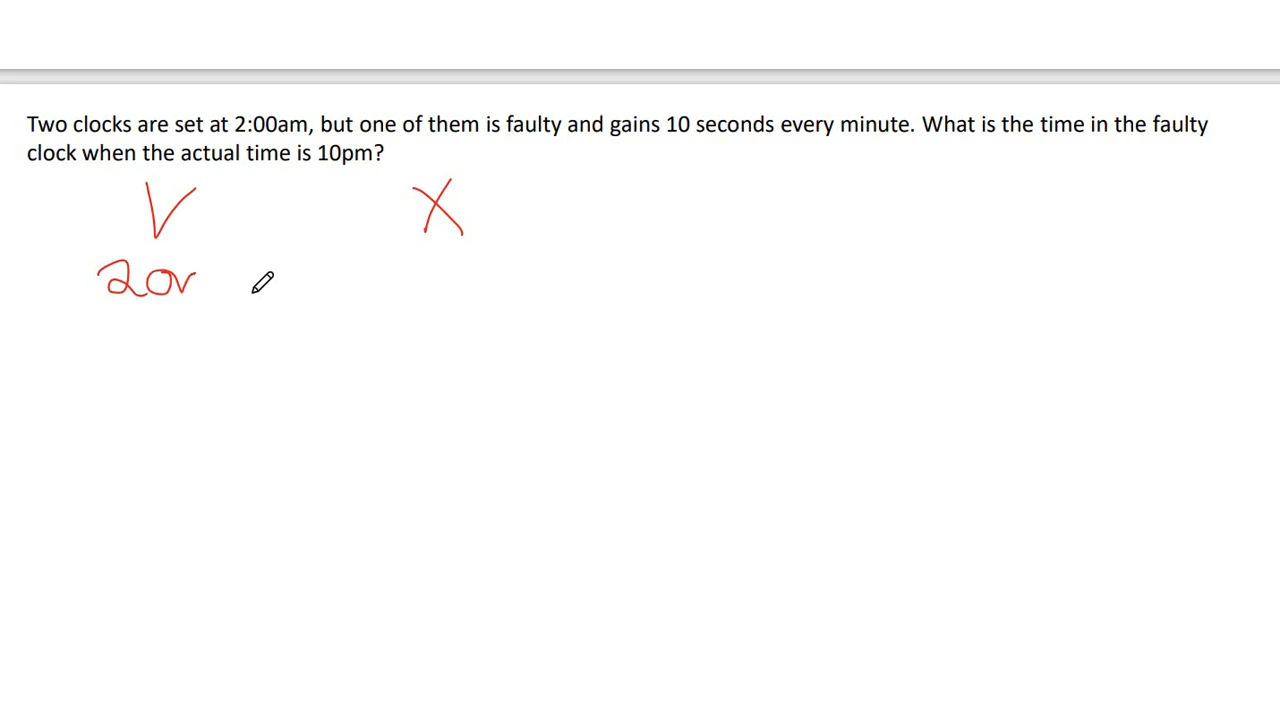 Two clocks are set at 2:00am, but one of them is faulty and gains 10 seconds every minute. What is the time in the faulty
clock when the actual time is 10pm?
V X
20r